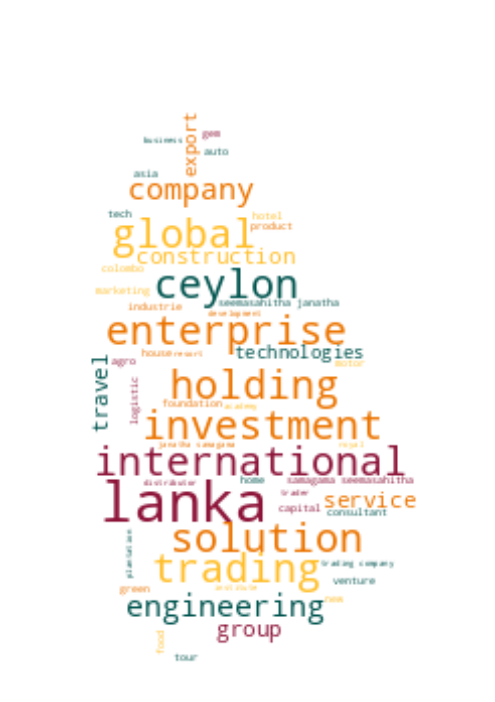 export
gem
business
auto
asia
company
tech
hotel
global
product
construction
colombo
ceylon
marketing
seemasahitha janatha
industrie
development
enterprise
technologies
house
resort
travel
agro
motor
holding
logistic
foundation
academy
investment
janatha samagama
royal
international
home
samagama seemasahitha
distributor
lanka
trader
service
capital
consultant
solution
plantation
trading
trading company
venture
green
institute
engineering
new
group
food
tour